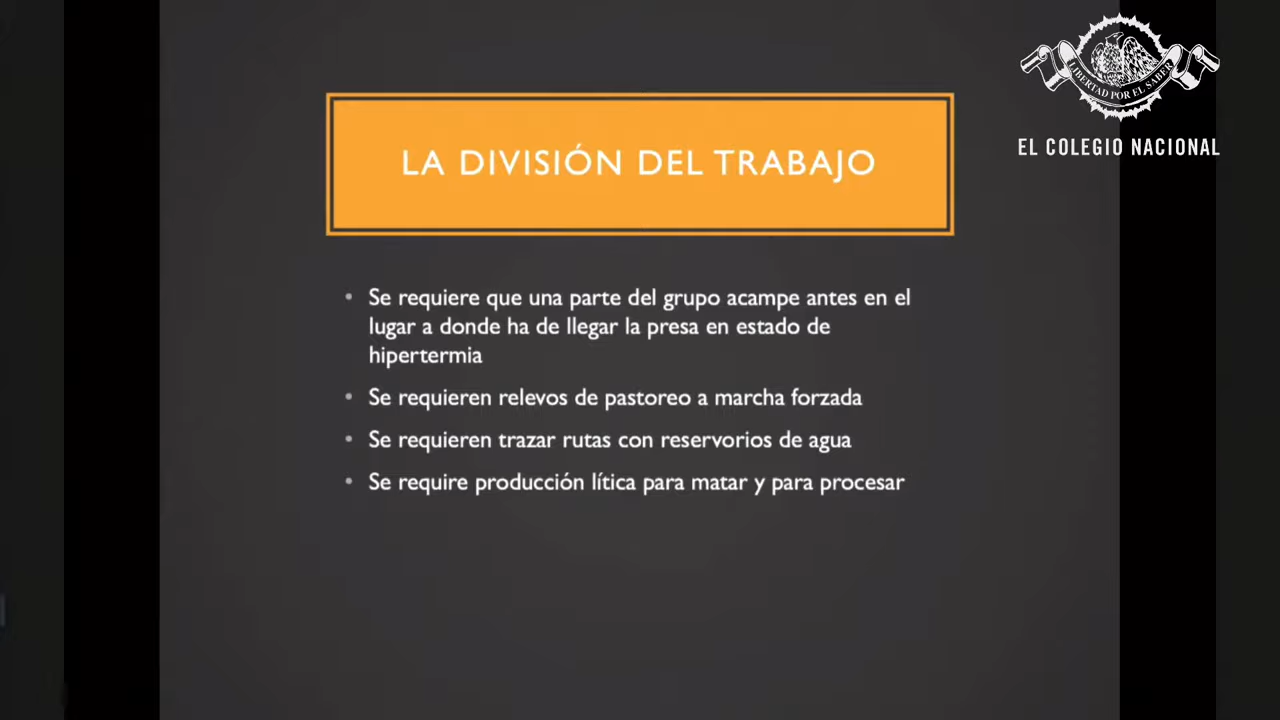 LIBERTAD POR EL SABER
EL COLEGIO NACIONAL
LA DIVISIÓN DEL TRABAJO
• Se requiere que una parte del grupo acampe antes en el
lugar a donde ha de llegar la presa en estado de
hipertermia
• Se requieren relevos de pastoreo a marcha forzada
• Se requieren trazar rutas con reservorios de agua
• Se require producción lítica para matar y para procesar